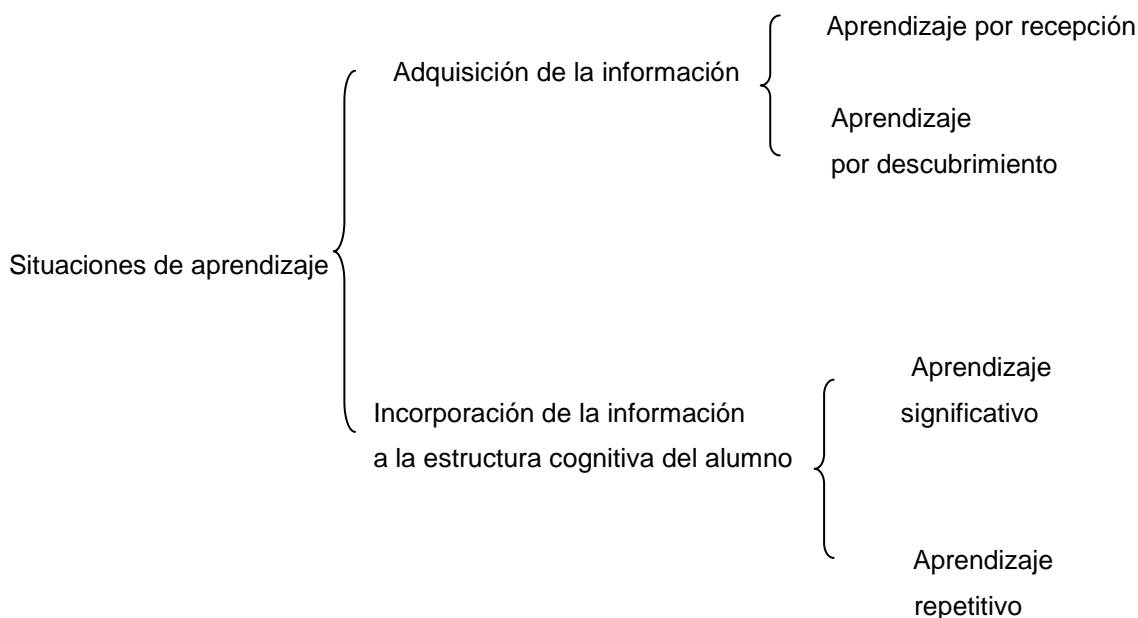 Situaciones de aprendizaje
Adquisición de la información
Aprendizaje por recepción
Aprendizaje
por descubrimiento
Incorporación de la información
a la estructura cognitiva del alumno
Aprendizaje
significativo
Aprendizaje
repetitivo